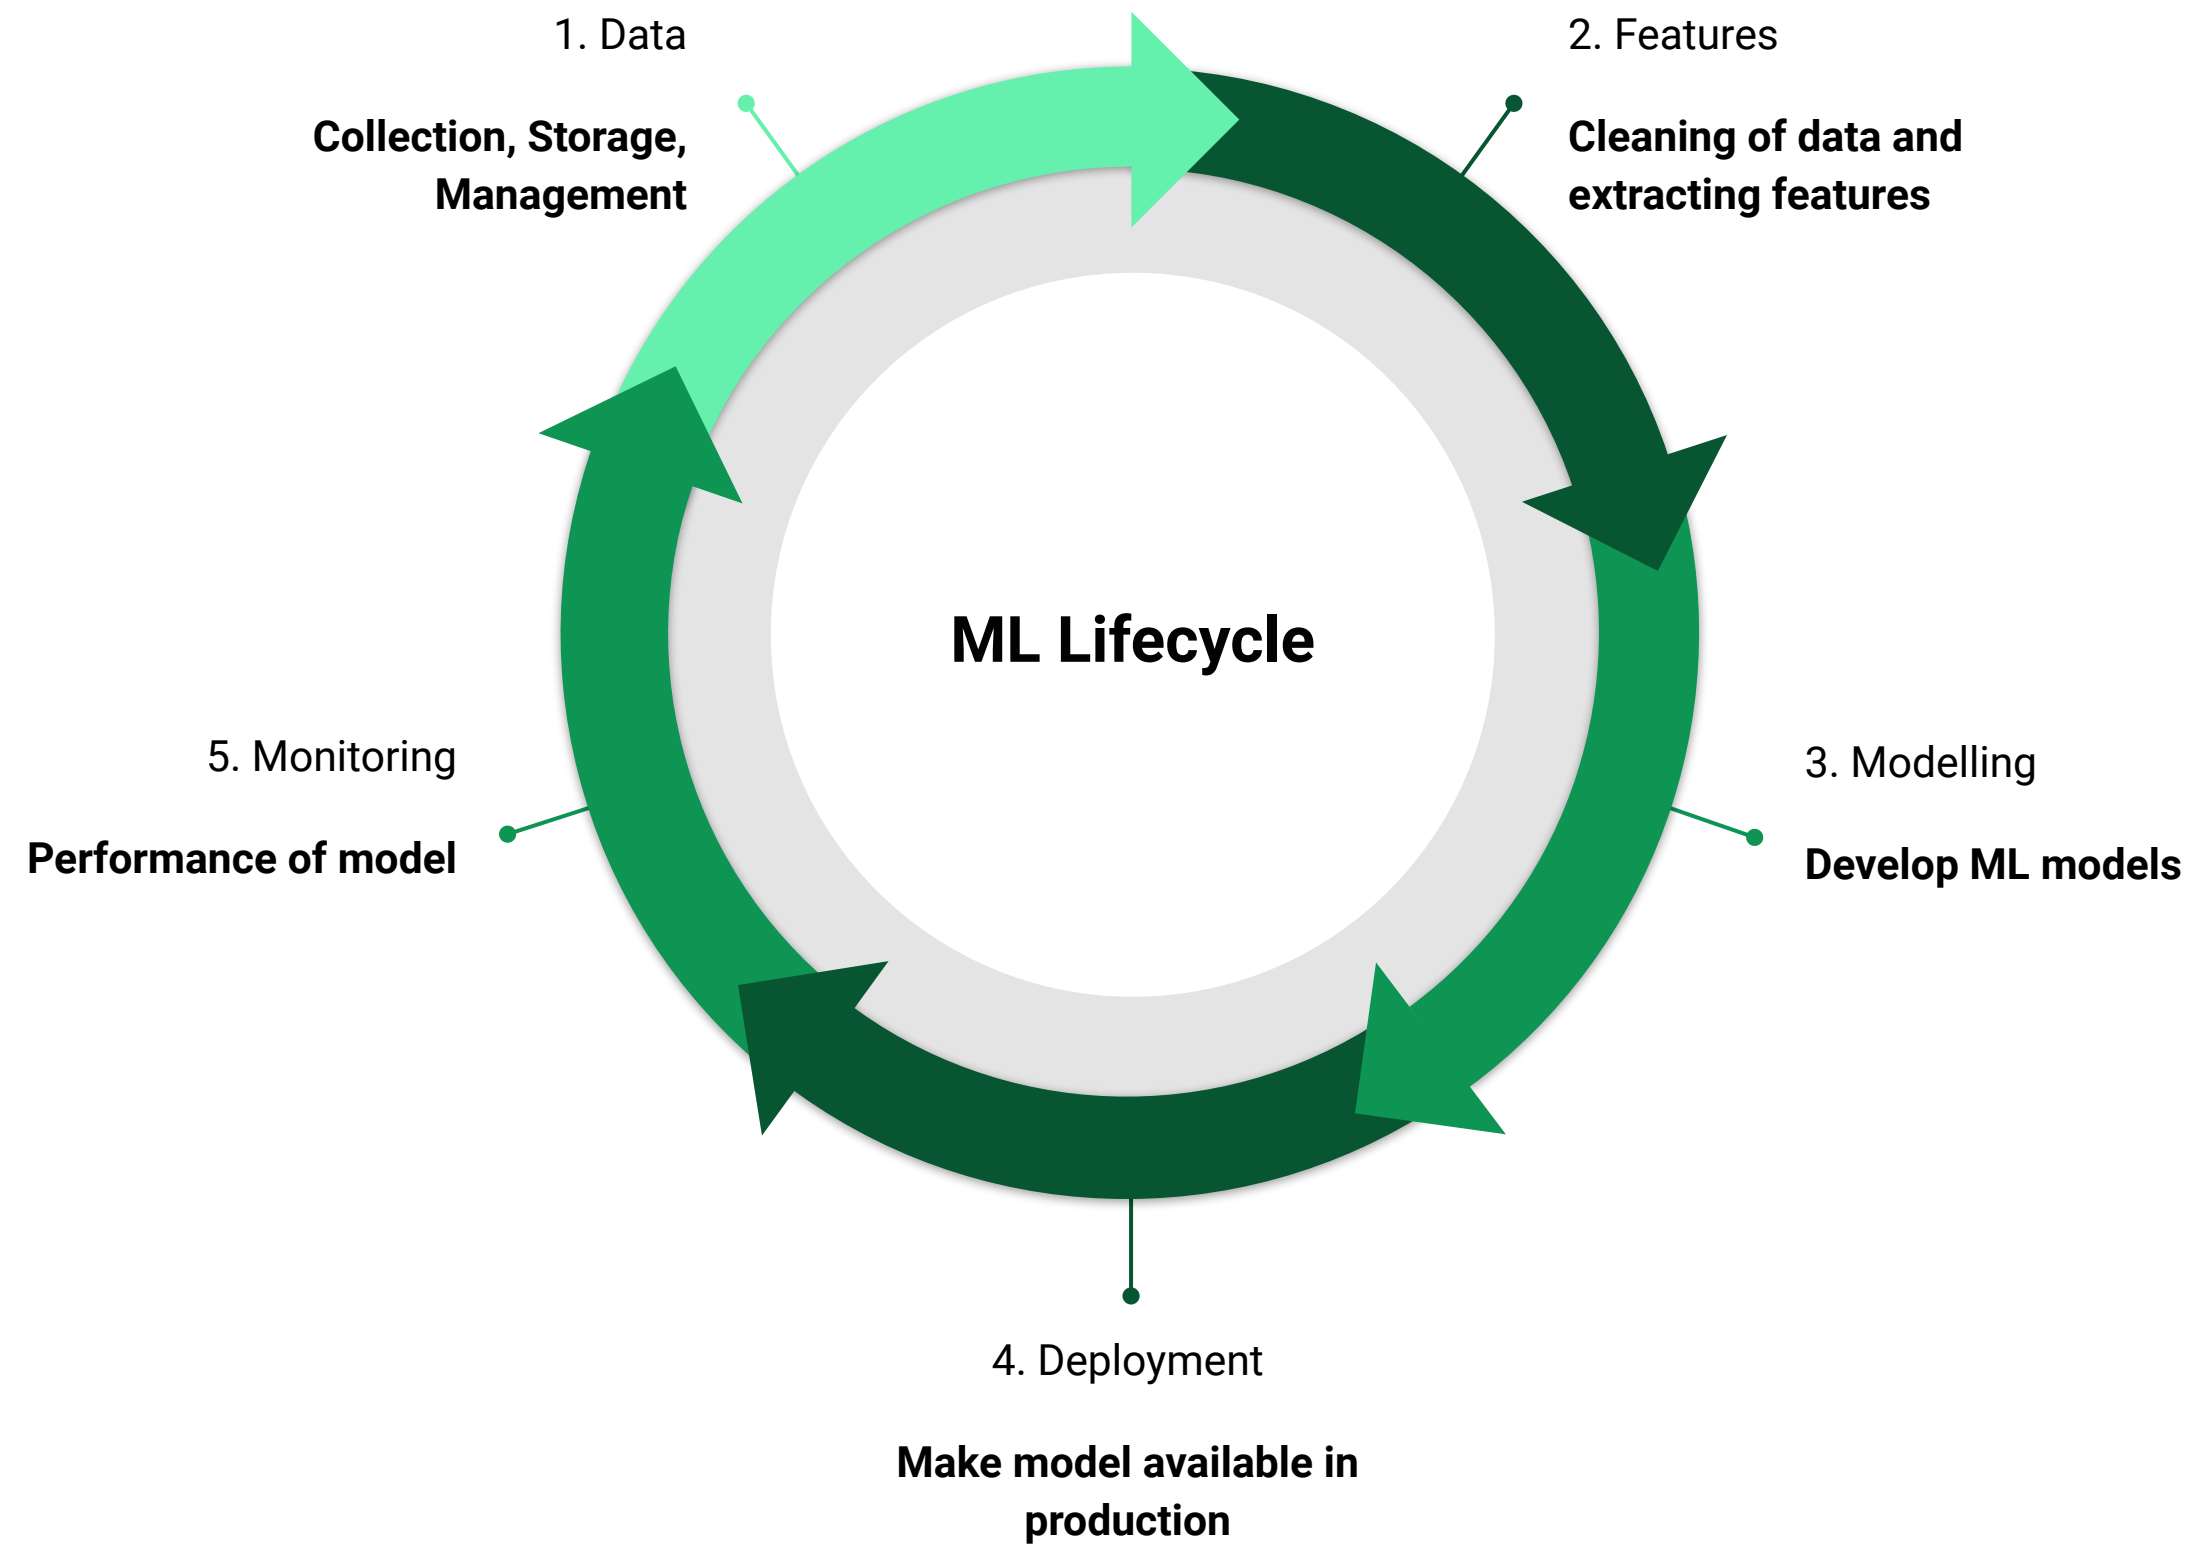 1. Data
Collection, Storage,
Management
2. Features
Cleaning of data and
extracting features
ML Lifecycle
3. Modelling
Develop ML models
4. Deployment
Make model available in
production
5. Monitoring
Performance of model